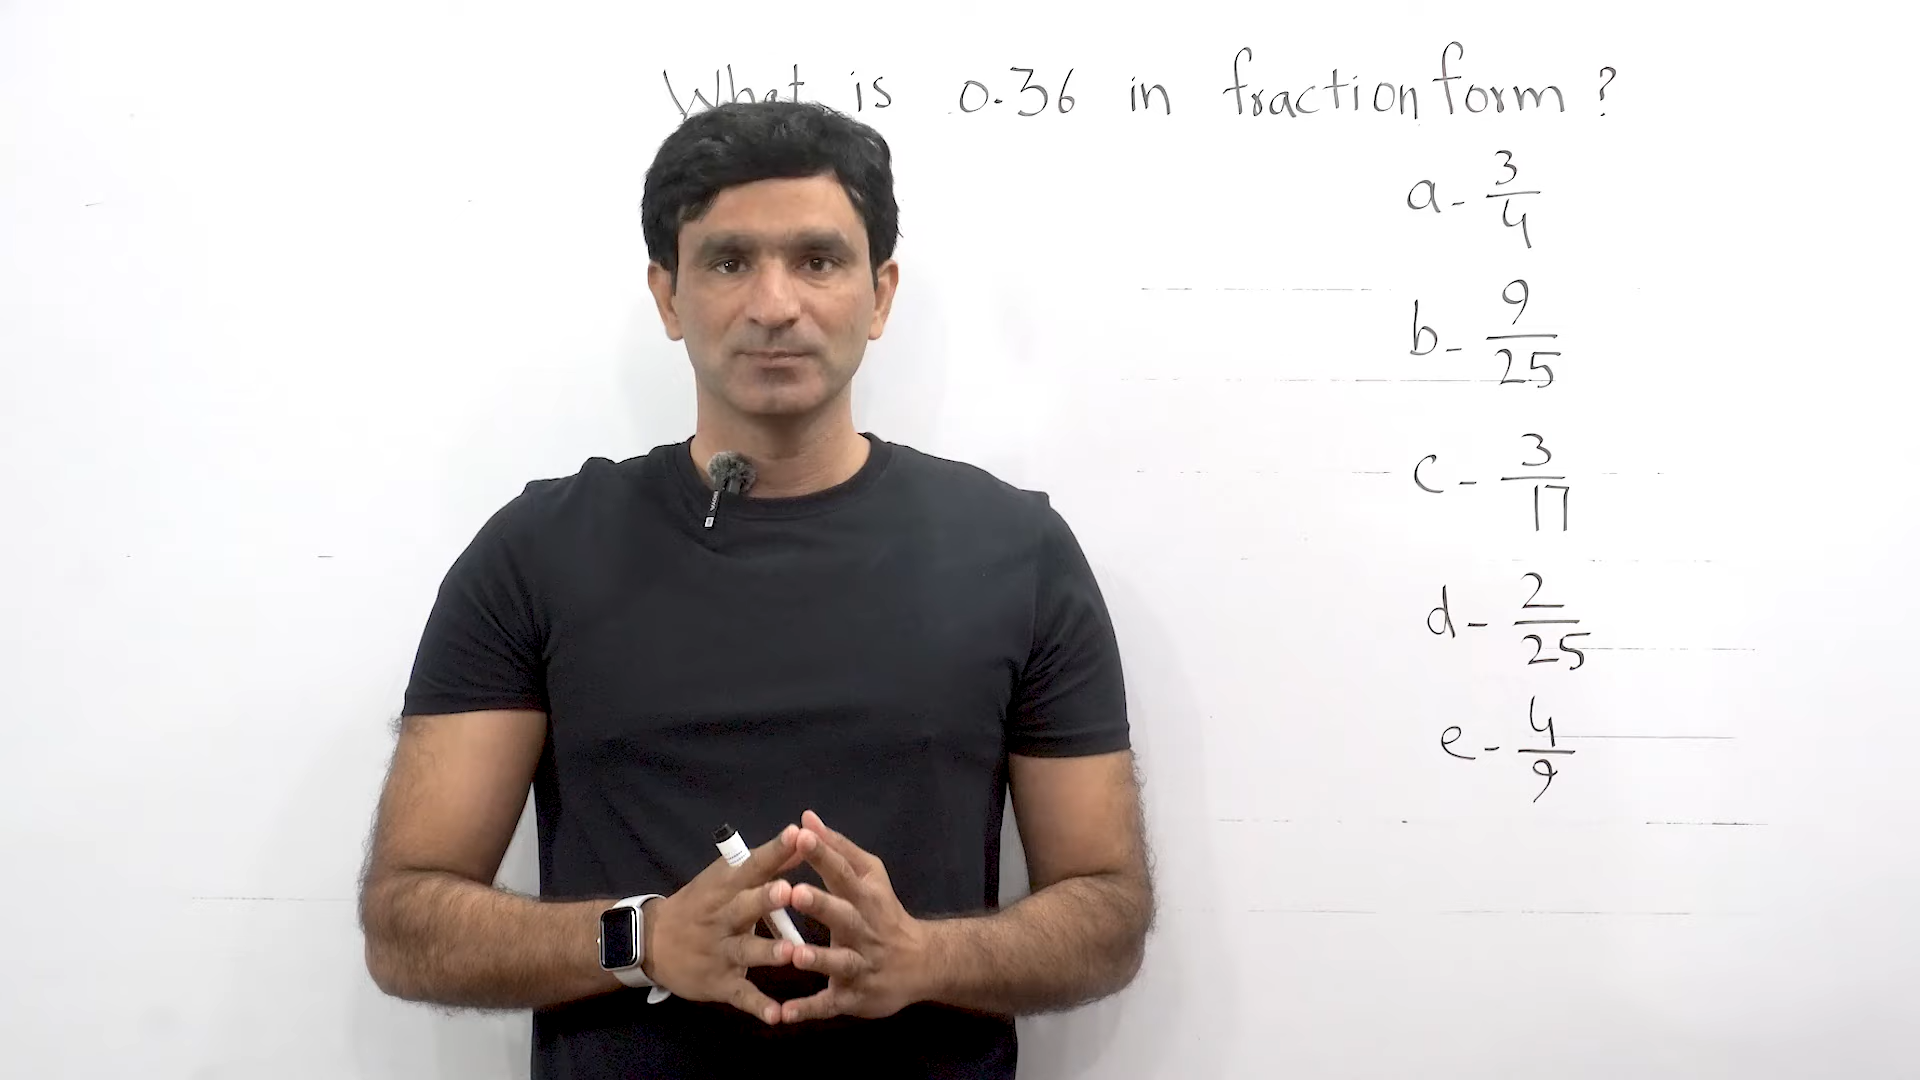 What is 0.36 in fraction form ?
a- 3/4
b- 9/25
c- 3/17
d- 2/25
e- 4/9